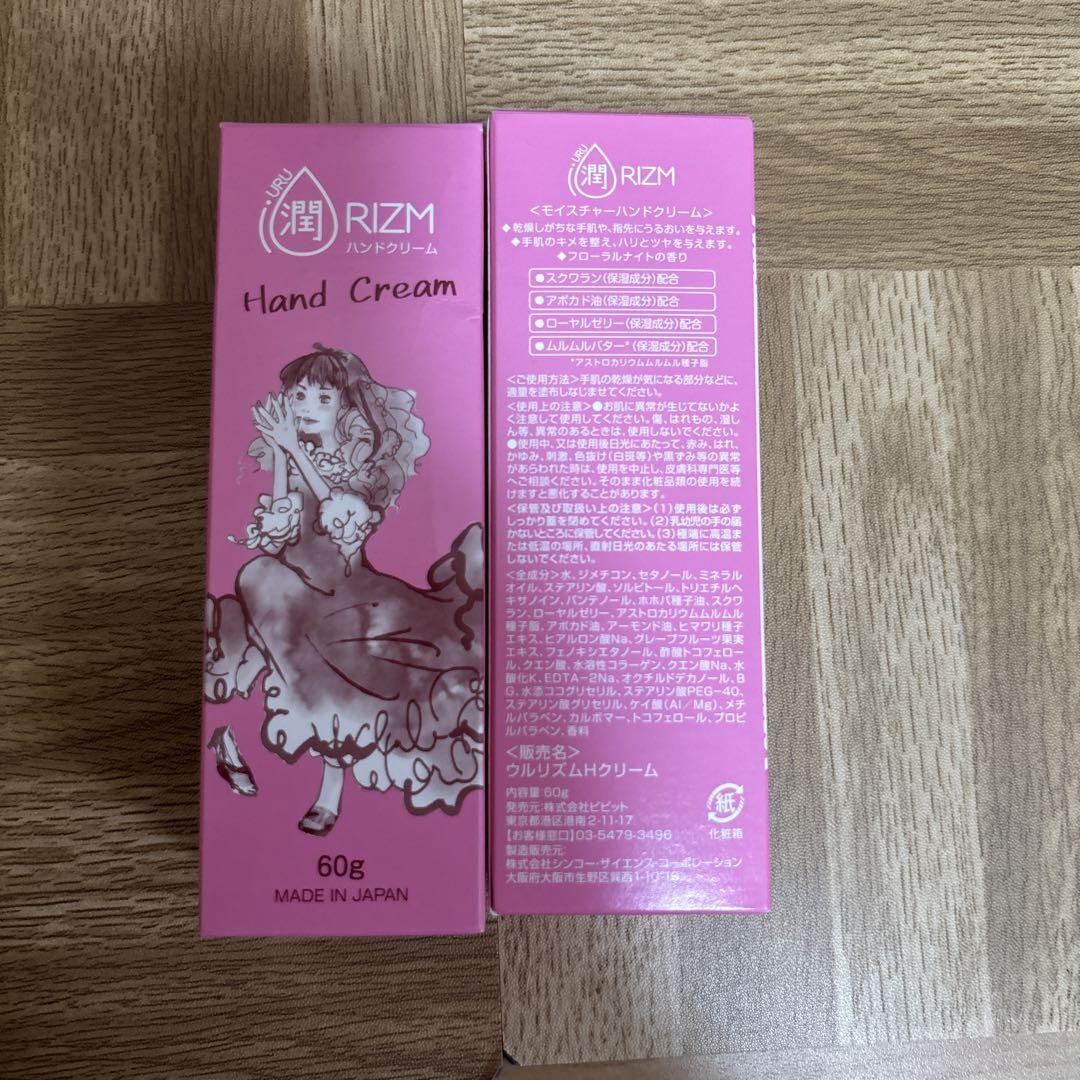 URU
潤 RIZM
ハンドクリーム
Hand Cream
60g
MADE IN JAPAN
URU
潤 RIZM
<モイスチャーハンドクリーム>
◆乾燥しがちな手肌や、指先にうるおいを与えます。
◆手肌のキメを整え、ハリとツヤを与えます。
◆フローラルナイトの香り
●スクワラン(保湿成分)配合
●アボカド油(保湿成分)配合
●ローヤルゼリー(保湿成分)配合
●ムルムルバター*(保湿成分)配合
*アストロカリウムムルムル種子脂
<ご使用方法>手肌の乾燥が気になる部分などに、
適量を塗布しなじませてください。
<使用上の注意>●お肌に異常が生じてないかよ
く注意して使用してください。傷、はれもの、湿し
ん等、異常のあるときは、使用しないでください。
●使用中、又は使用後日光にあたって、赤み、はれ、
かゆみ、刺激、色抜け(白斑等)や黒ずみ等の異常
があらわれた時は、使用を中止し、皮膚科専門医等
へご相談ください。そのまま化粧品類の使用を続
けますと悪化することがあります。
<保管及び取扱い上の注意>(1)使用後は必ず
しっかり蓋を閉めてください。(2)乳幼児の手の届
かないところに保管してください。(3)極端に高温ま
たは低温の場所、直射日光のあたる場所には保管
しないでください。
<全成分>水、ジメチコン、セタノール、ミネラル
オイル、ステアリン酸、ソルビトール、トリエチルヘ
キサノイン、パンテノール、ホホバ種子油、スクワ
ラン、ローヤルゼリー、アストロカリウムムルムル
種子脂、アボカド油、アーモンド油、ヒマワリ種子
エキス、ヒアルロン酸Na、グレープフルーツ果実
エキス、フェノキシエタノール、酢酸トコフェロー
ル、クエン酸、水溶性コラーゲン、クエン酸Na、水
酸化K、EDTA-2Na、オクチルドデカノール、B
G、水添ココグリセリル、ステアリン酸PEG-40、
ステアリン酸グリセリル、ケイ酸(Al/Mg)、メチ
ルパラベン、カルボマー、トコフェロール、プロピ
ルパラベン、香料
<販売名>
ウルリズムHクリーム
内容量:60g
発売元:株式会社ビビット
東京都港区港南2-11-17
【お客様窓口】03-5479-3496
製造販売元:
株式会社シンコー・サイエンス・コーポレーション
大阪府大阪市生野区巽西1-10-18
紙
化粧箱